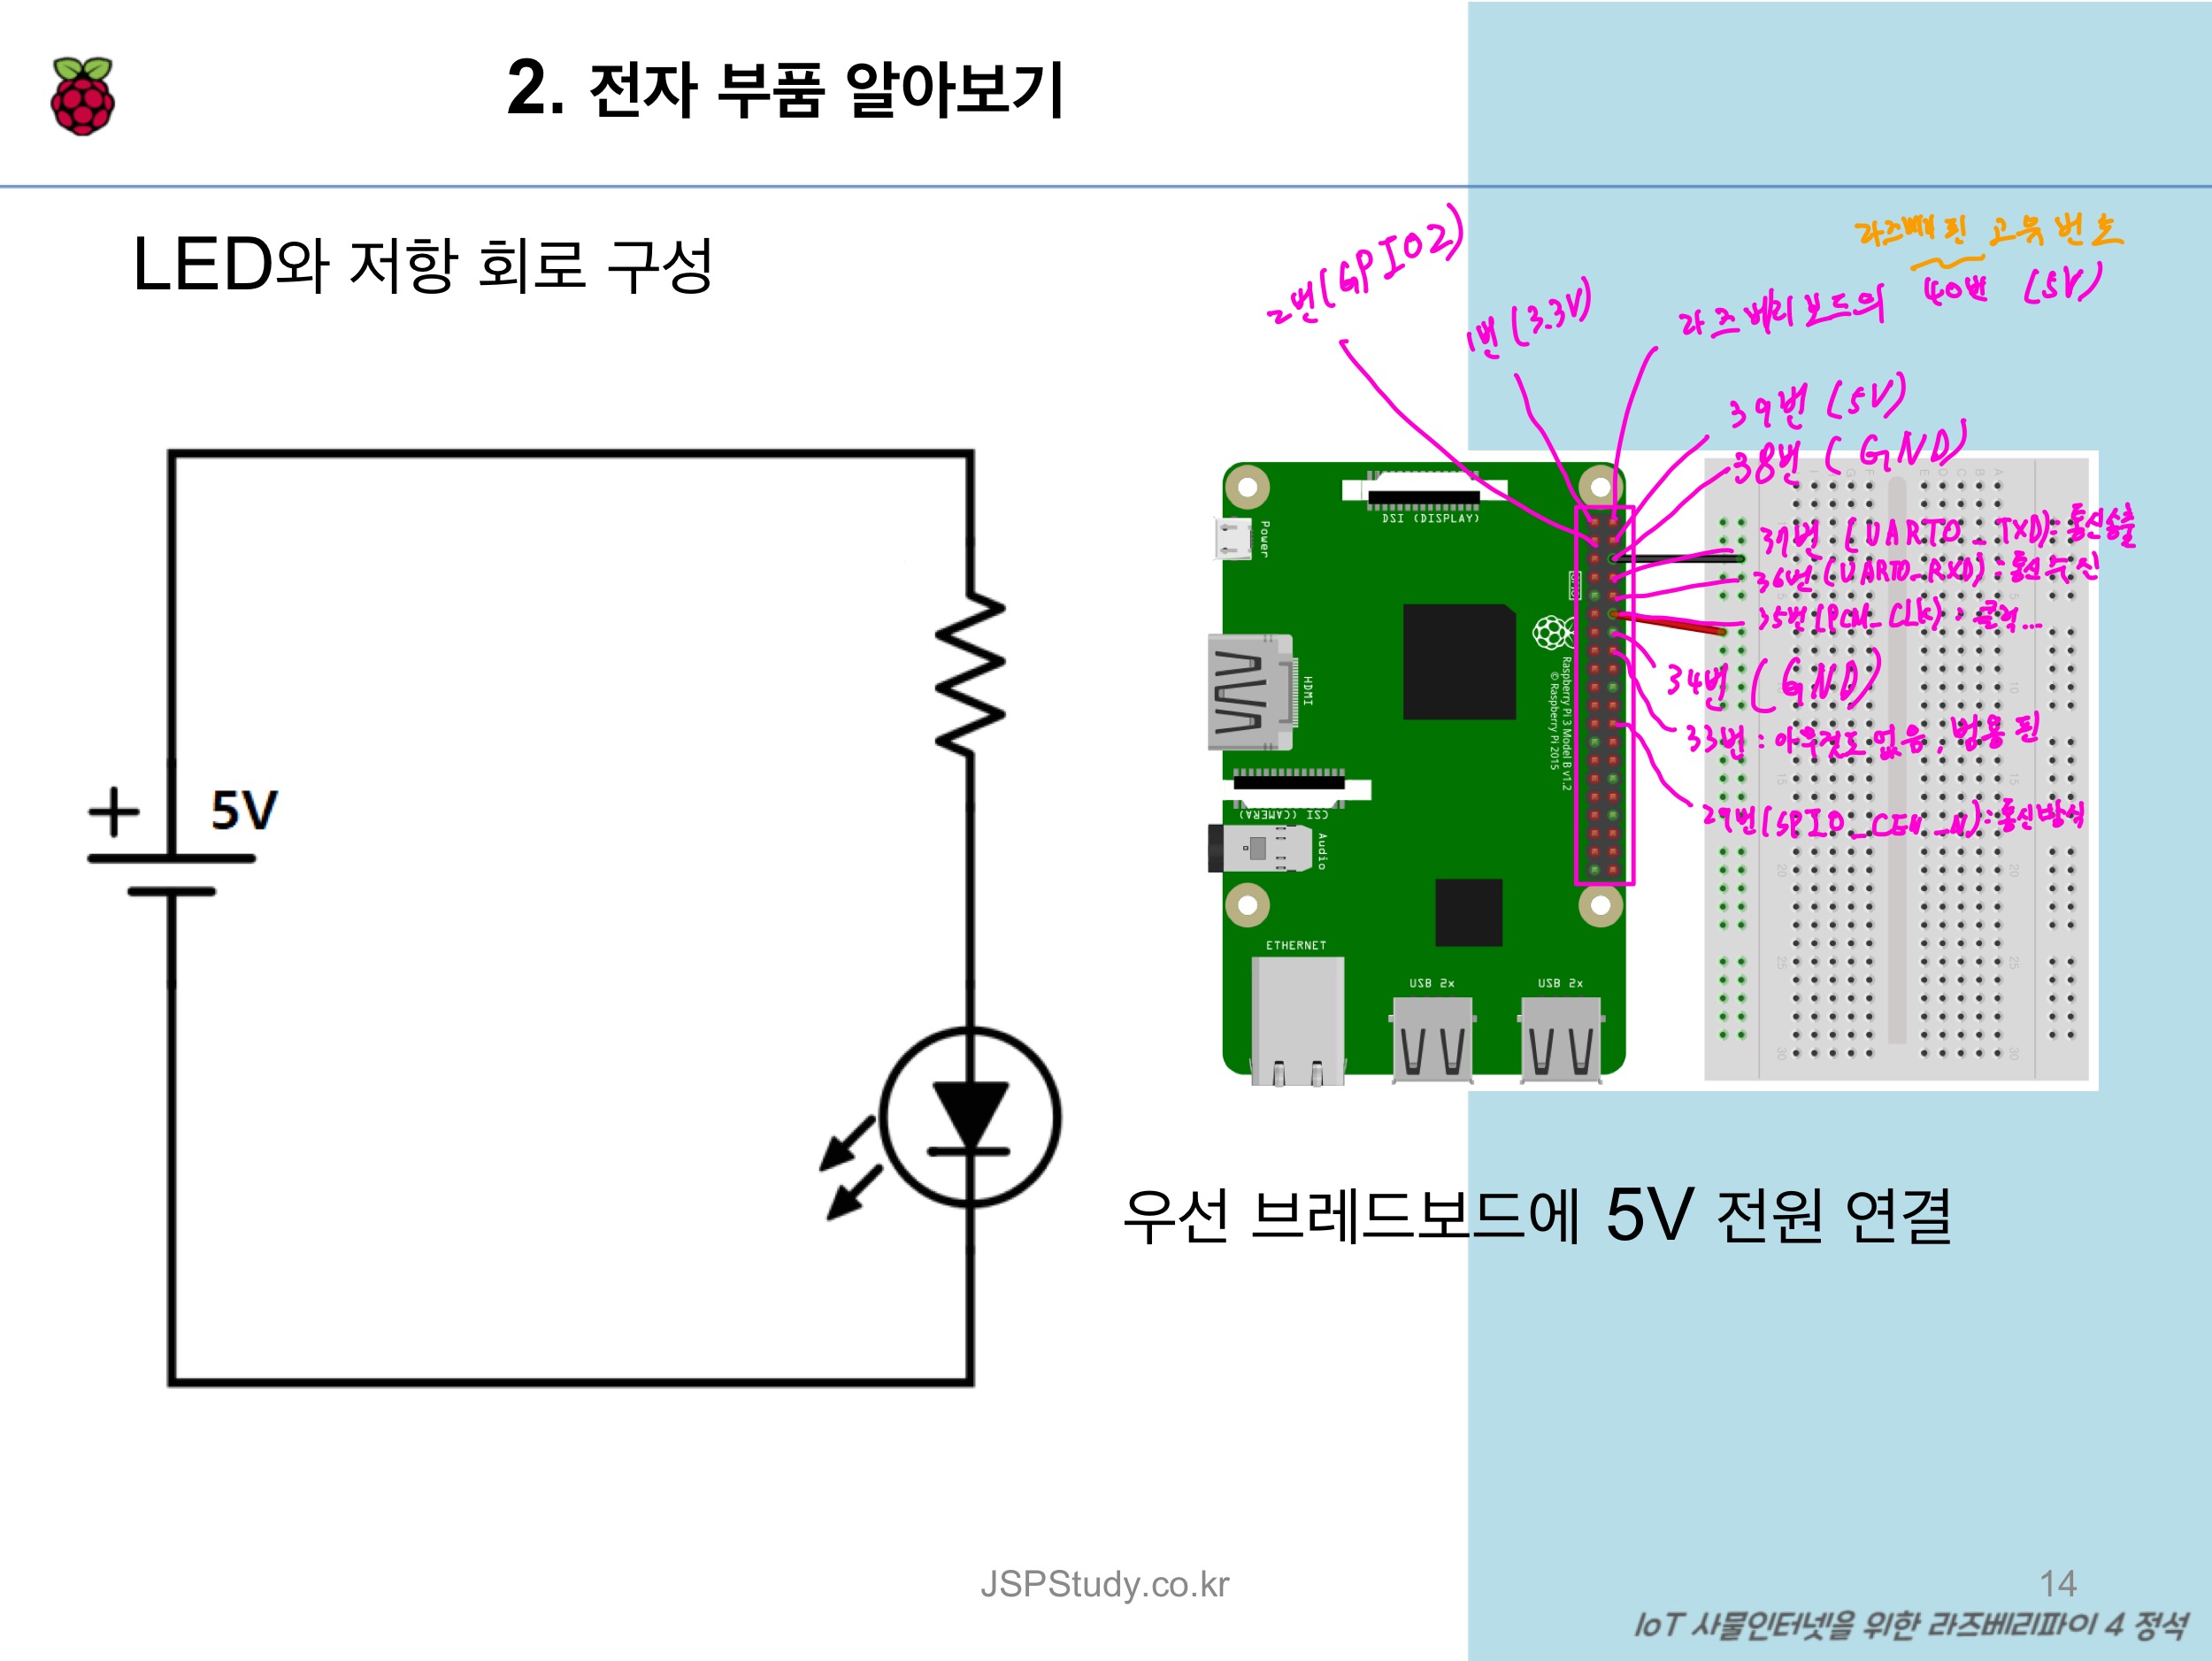 2. 전자 부품 알아보기
LED와 저항 회로 구성
라즈베리 고유 번호
2번(GPIO2)
1번(3.3V)
라즈베리보드의 40번 (5V)
39번 (5V)
38번 (GND)
37번 (UARTO_TXD):통신송출
36번(UARTO_RXD):통신수신
35번(PCM_CLK): 클럭...
34번 (GND)
33번: 아무것도 없음, 범용 핀
27번(SPIO_CEN_N):통신방식
+ 5V
DSI (DISPLAY)
Power
GPIO
HDMI
Raspberry Pi 3 Model B v1.2
© Raspberry Pi 2015
CSI (CAMERA)
Audio
ETHERNET
USB 2x
USB 2x
우선 브레드보드에 5V 전원 연결
JSPStudy.co.kr
14
IoT 사물인터넷을 위한 라즈베리파이 4 정석